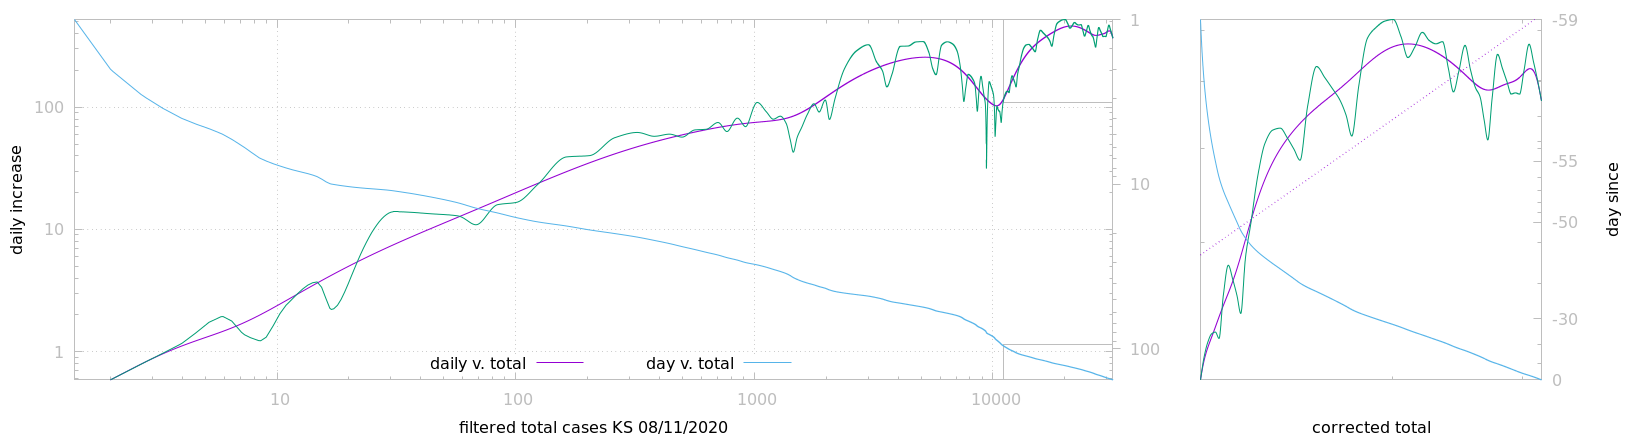 daily increase
100
10
1
10
100
1000
10000
1
10
100
daily v. total
day v. total
filtered total cases KS 08/11/2020
-59
-55
-50
-30
0
day since
corrected total